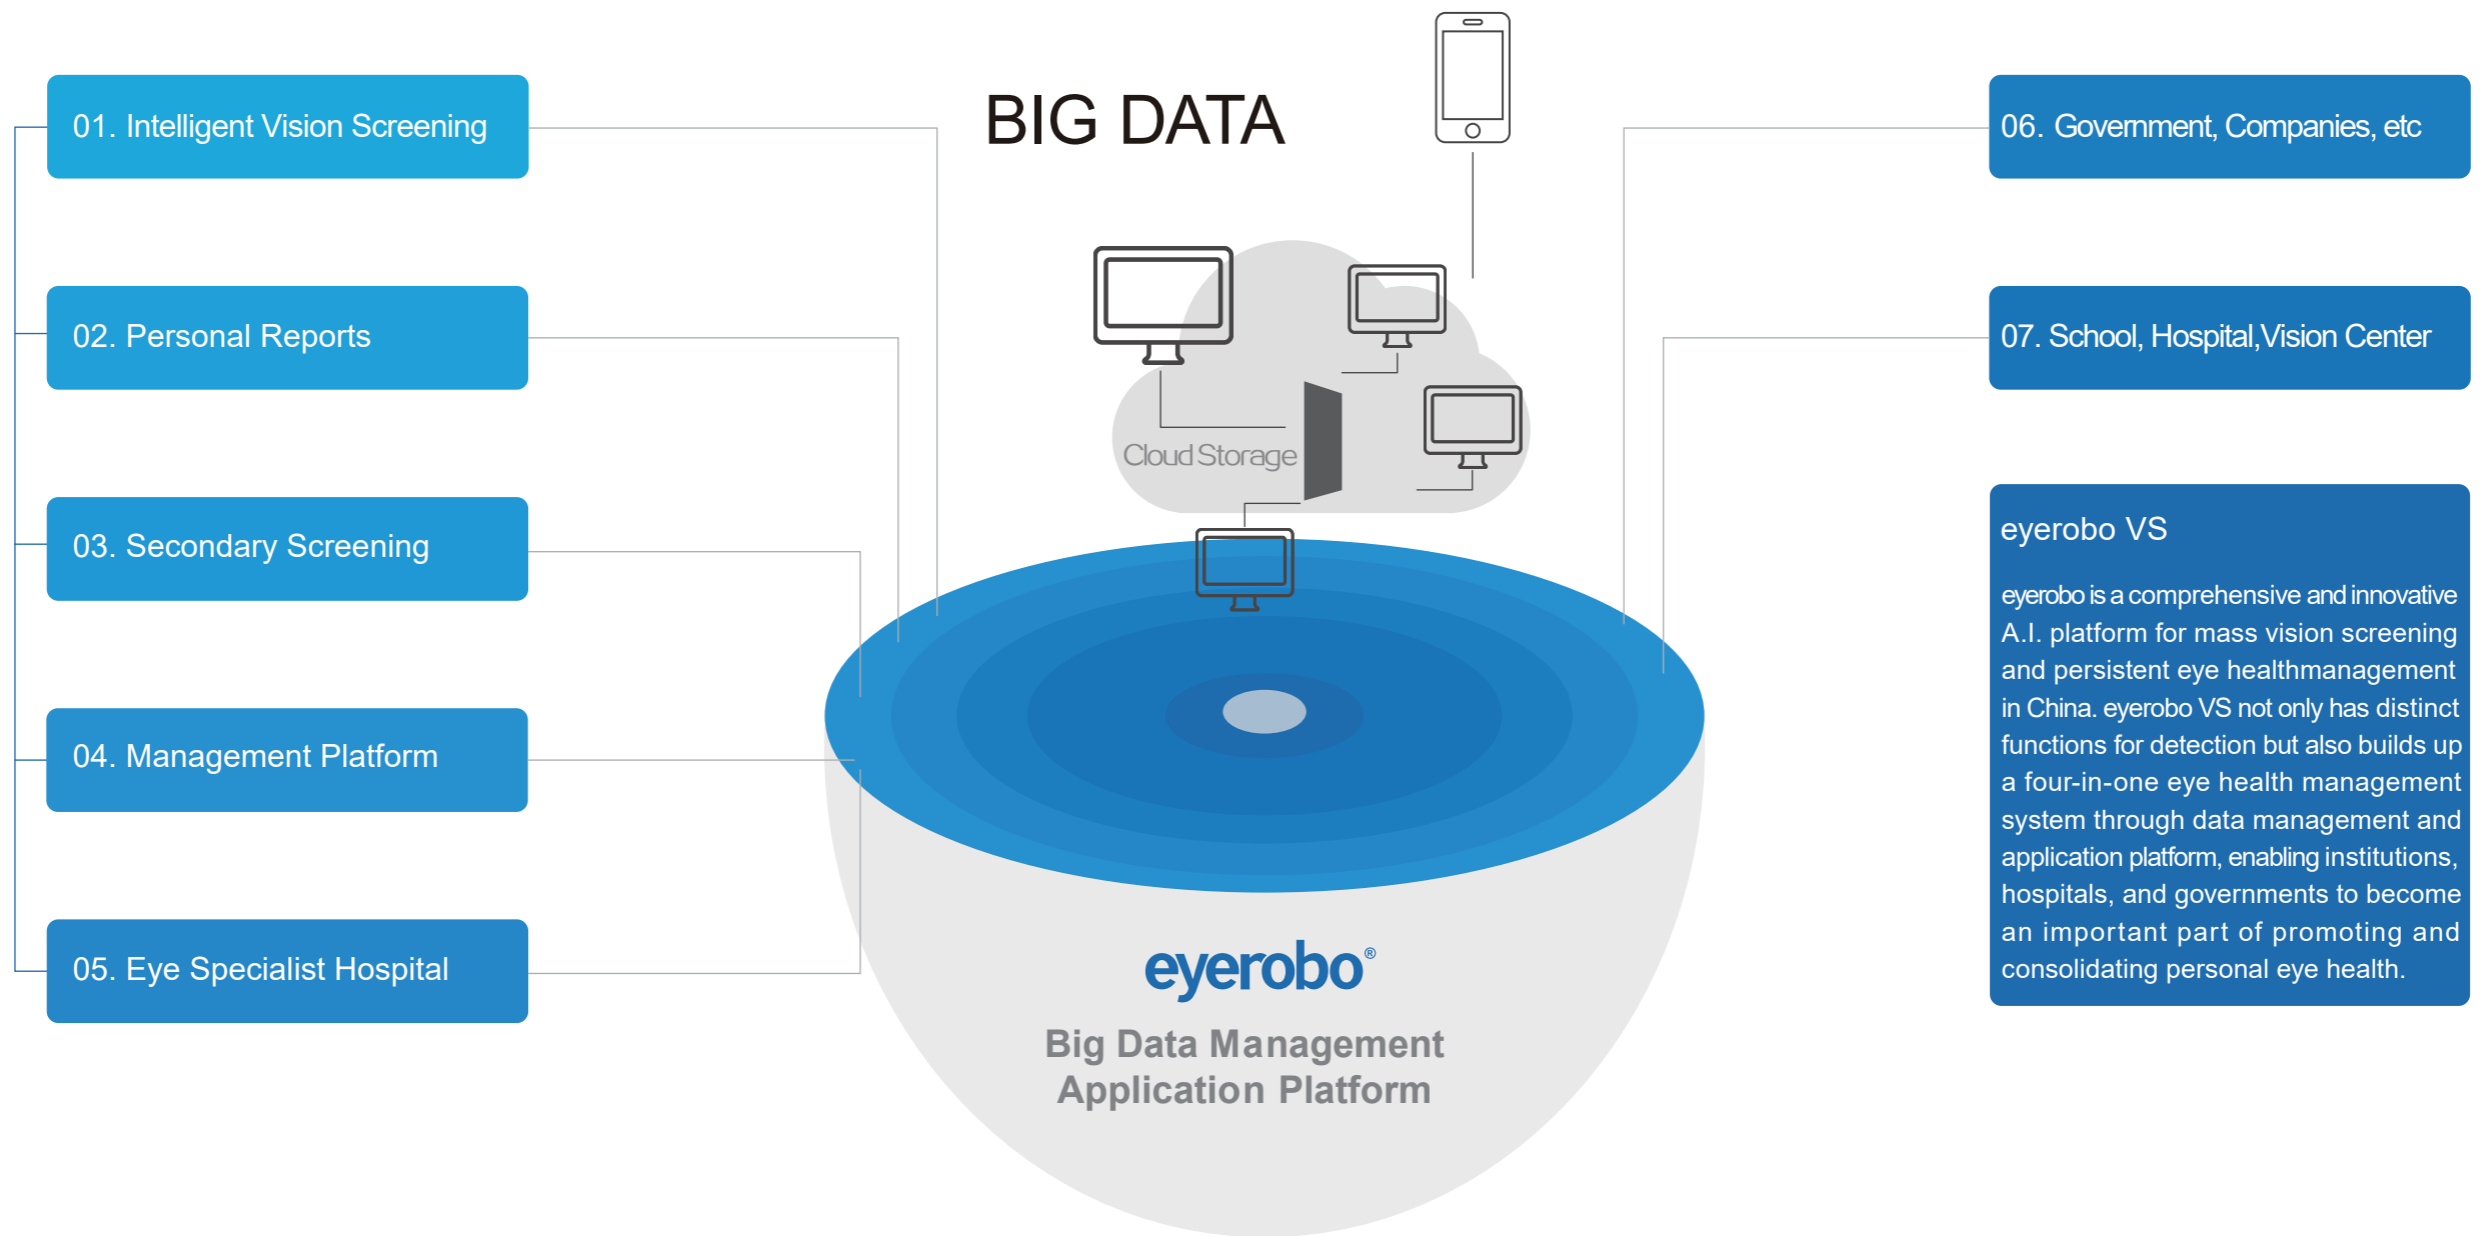 BIG DATA
01. Intelligent Vision Screening
02. Personal Reports
03. Secondary Screening
04. Management Platform
05. Eye Specialist Hospital
Cloud Storage
eyerobo®
Big Data Management
Application Platform
06. Government, Companies, etc
07. School, Hospital,Vision Center
eyerobo VS
eyerobo is a comprehensive and innovative
A.I. platform for mass vision screening
and persistent eye healthmanagement
in China. eyerobo VS not only has distinct
functions for detection but also builds up
a four-in-one eye health management
system through data management and
application platform, enabling institutions,
hospitals, and governments to become
an important part of promoting and
consolidating personal eye health.